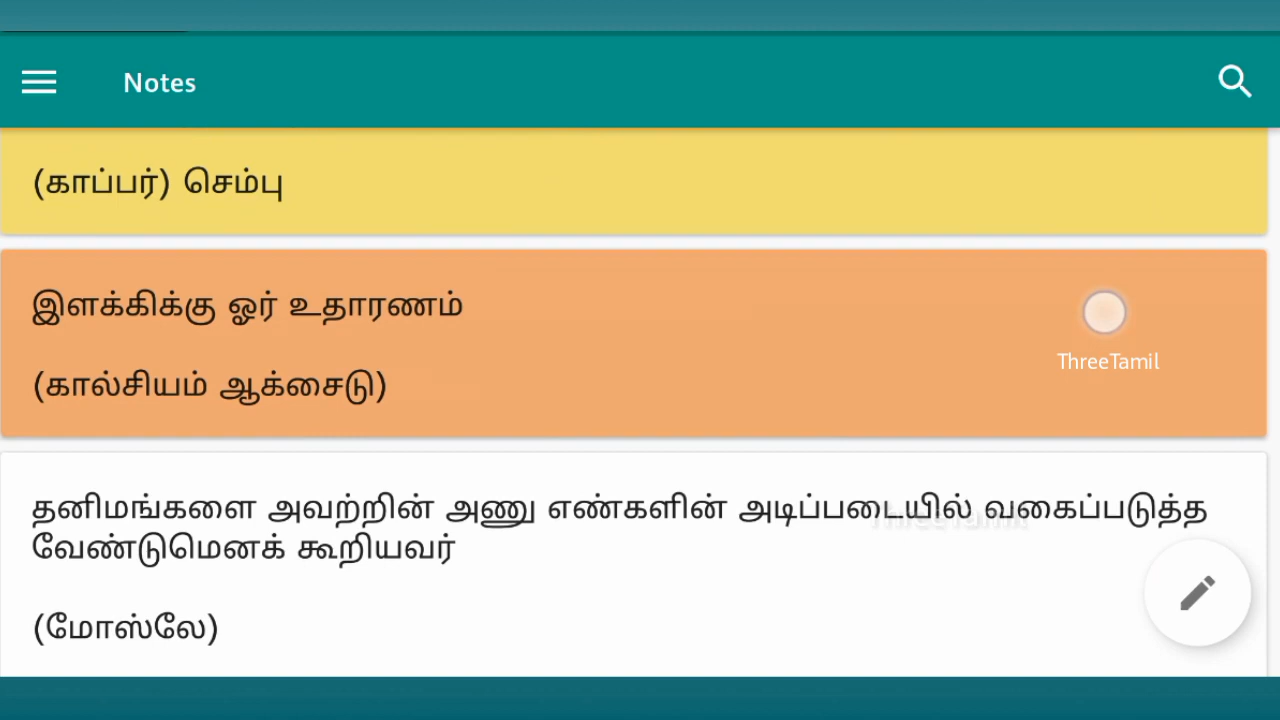 Notes
(காப்பர்) செம்பு
இளக்கிக்கு ஓர் உதாரணம்
(கால்சியம் ஆக்சைடு)
ThreeTamil
தனிமங்களை அவற்றின் அணு எண்களின் அடிப்படையில் வகைப்படுத்த
வேண்டுமெனக் கூறியவர்
ThreeTamil
(மோஸ்லே)